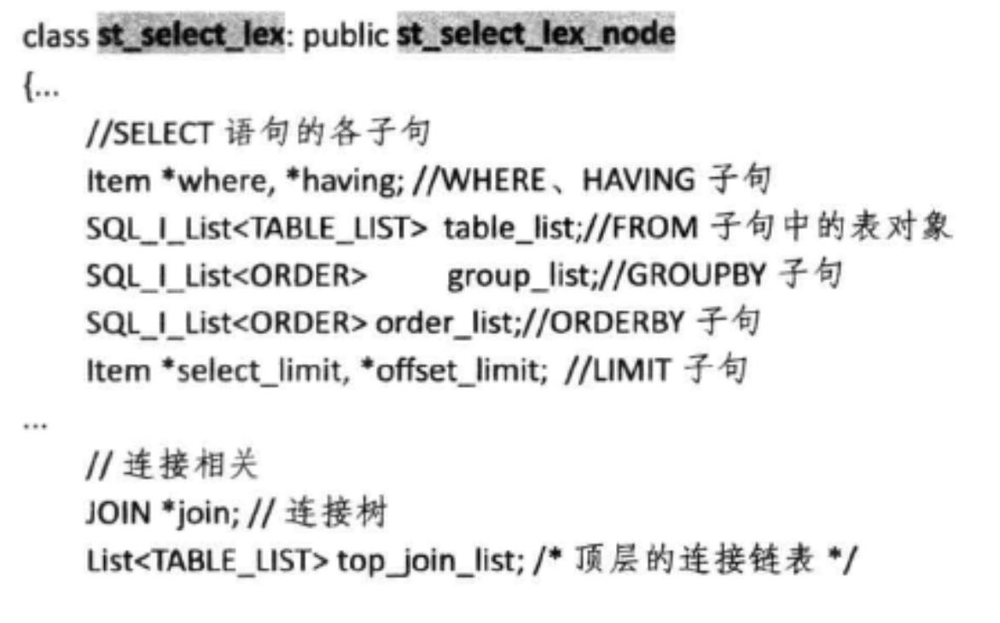 class st_select_lex: public st_select_lex_node
{...
//SELECT 语句的各子句
Item *where, *having; //WHERE、HAVING 子句
SQL_I_List<TABLE_LIST> table_list;//FROM 子句中的表对象
SQL_I_List<ORDER> group_list;//GROUPBY 子句
SQL_I_List<ORDER> order_list;//ORDERBY 子句
Item *select_limit, *offset_limit; //LIMIT 子句
...
// 连接相关
JOIN *join; // 连接树
List<TABLE_LIST> top_join_list; /* 顶层的连接链表 */